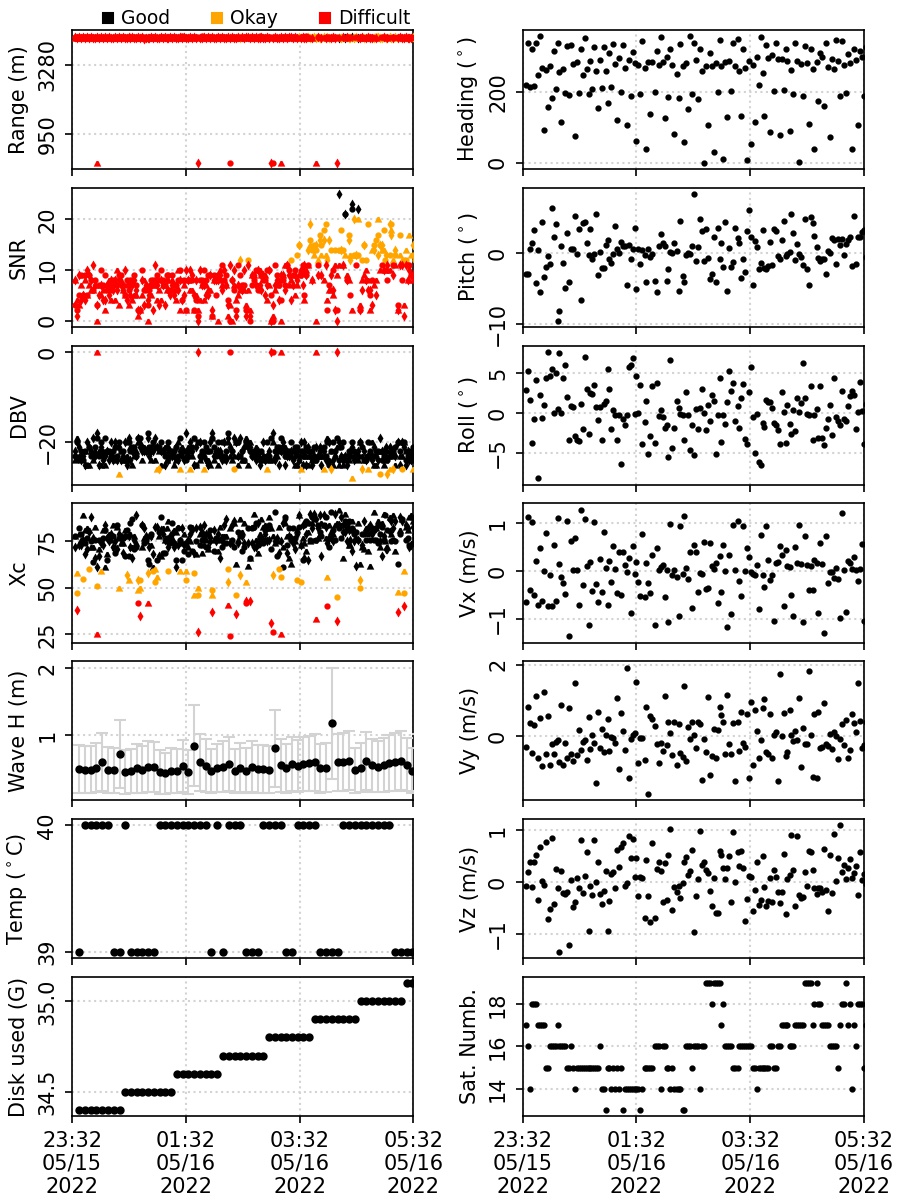 Good Okay Difficult
Range (m)
3280
950
Heading (°)
200
0
SNR
20
10
0
Pitch (°)
0
−10
DBV
0
−20
Roll (°)
5
0
−5
Xc
75
50
25
Vx (m/s)
1
0
−1
Wave H (m)
2
1
Vy (m/s)
2
0
Temp (°C)
40
39
Vz (m/s)
1
0
−1
Disk used (G)
35.0
34.5
Sat. Numb.
18
16
14
23:32 01:32 03:32 05:32 23:32 01:32 03:32 05:32
05/15 05/16 05/16 05/16 05/15 05/16 05/16 05/16
2022 2022 2022 2022 2022 2022 2022 2022